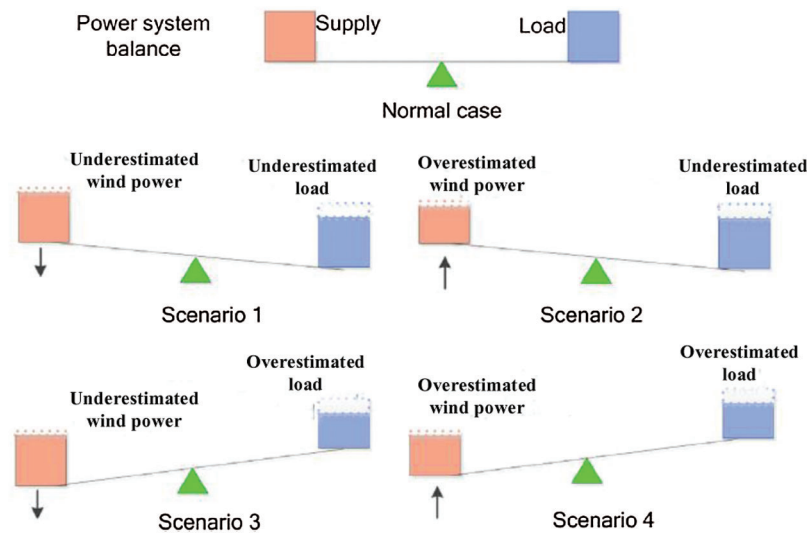 Power system
balance
Supply
Load
Normal case
Underestimated
wind power
Underestimated
load
Overestimated
wind power
Underestimated
load
Scenario 1
Scenario 2
Underestimated
wind power
Overestimated
load
Overestimated
wind power
Overestimated
load
Scenario 3
Scenario 4